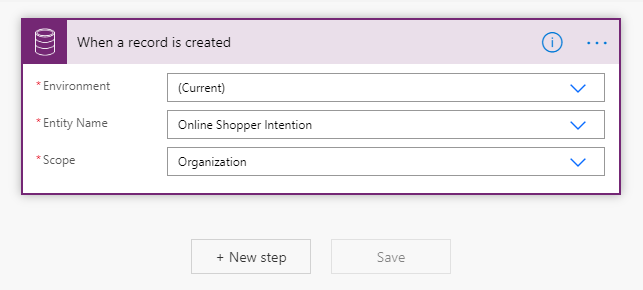 When a record is created
* Environment
(Current)
* Entity Name
Online Shopper Intention
* Scope
Organization
+ New step
Save